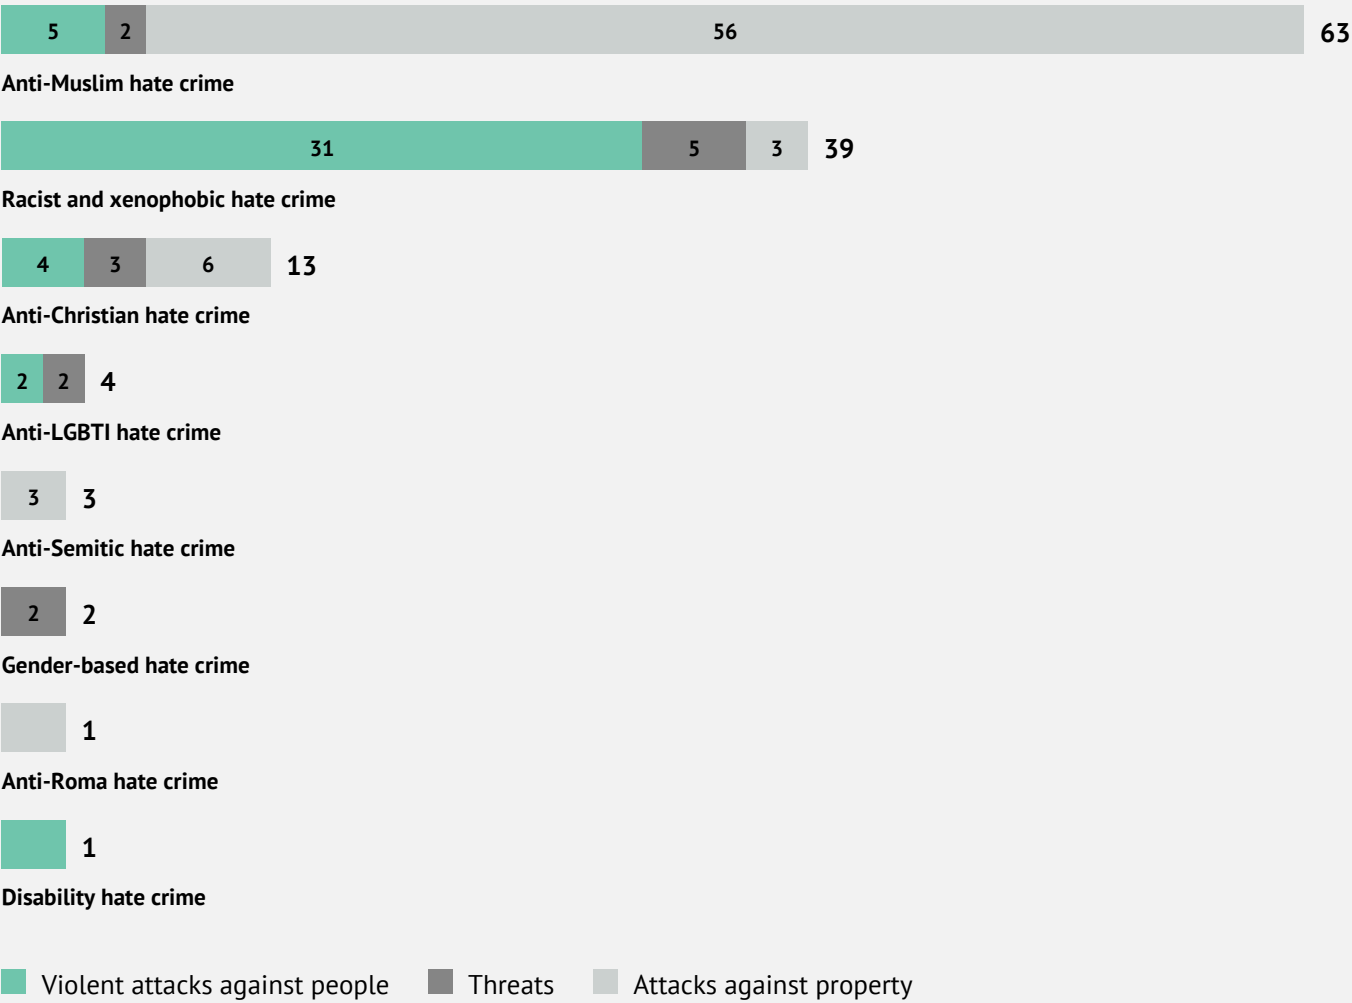 5 2 56 63
Anti-Muslim hate crime
31 5 3 39
Racist and xenophobic hate crime
4 3 6 13
Anti-Christian hate crime
2 2 4
Anti-LGBTI hate crime
3 3
Anti-Semitic hate crime
2 2
Gender-based hate crime
1
Anti-Roma hate crime
1
Disability hate crime
Violent attacks against people Threats Attacks against property